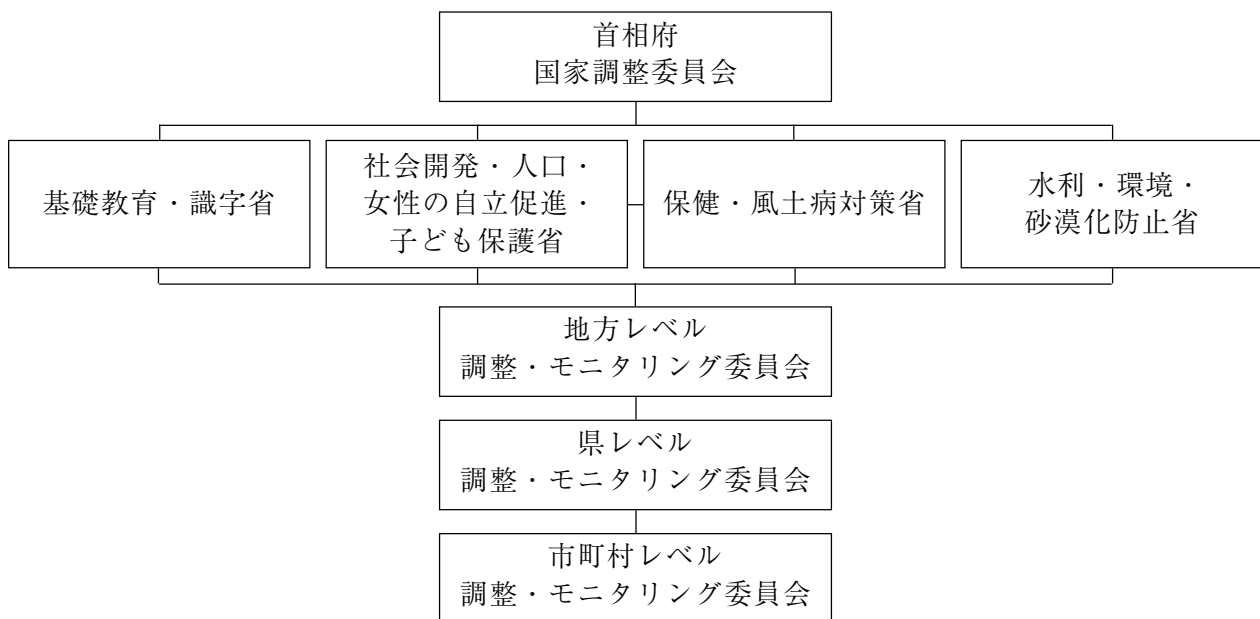 首相府
国家調整委員会
基礎教育・識字省
社会開発・人口・
女性の自立促進・
子ども保護省
保健・風土病対策省
水利・環境・
砂漠化防止省
地方レベル
調整・モニタリング委員会
県レベル
調整・モニタリング委員会
市町村レベル
調整・モニタリング委員会